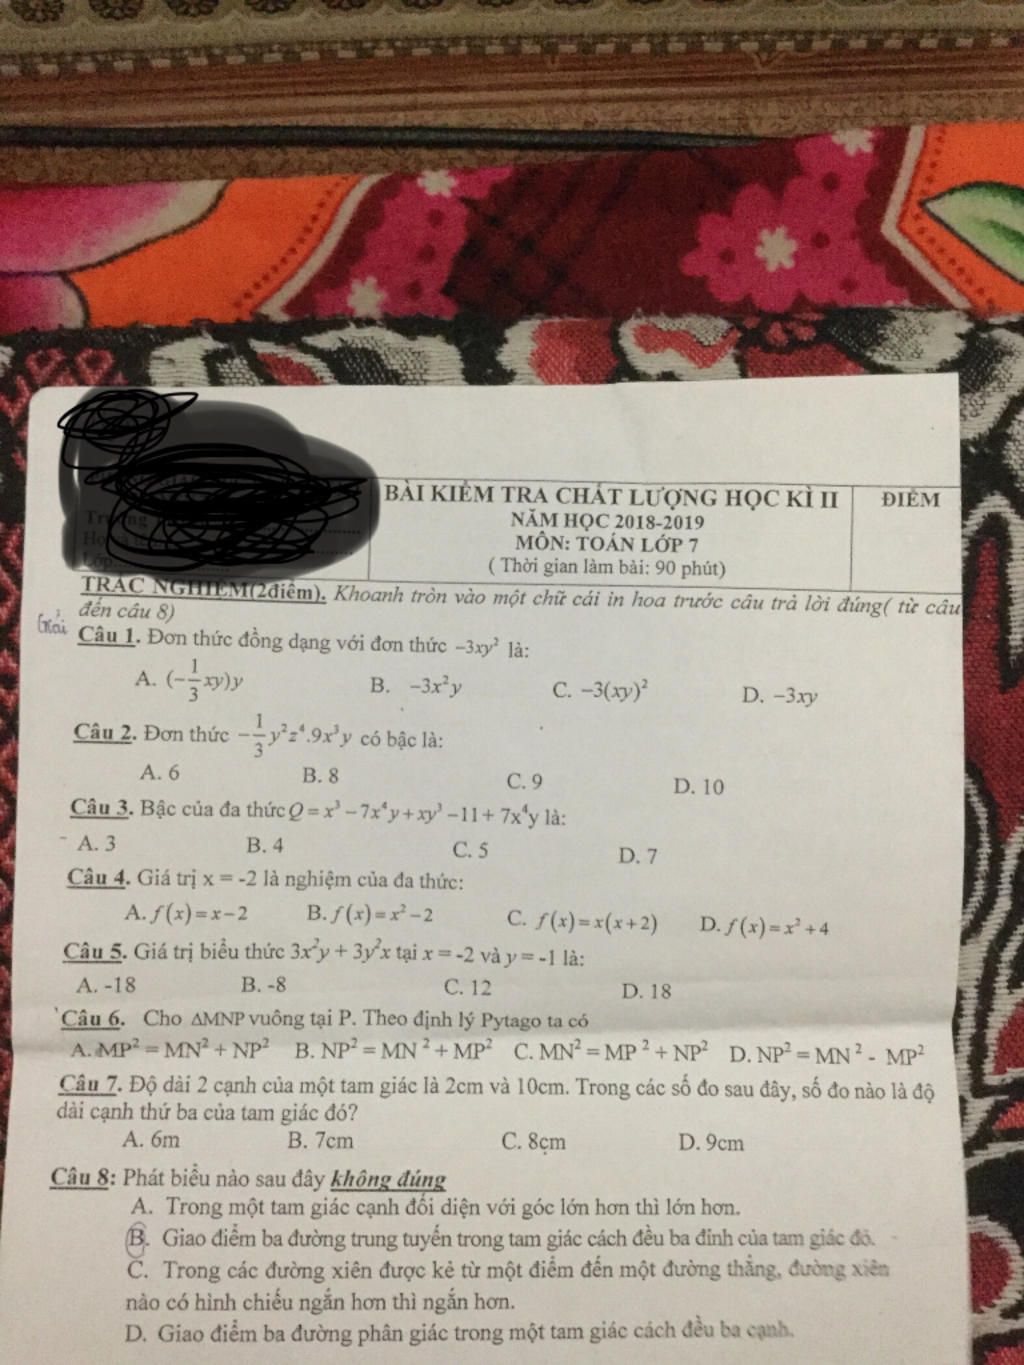 BÀI KIỂM TRA CHẤT LƯỢNG HỌC KÌ II
ĐIỂM
NĂM HỌC 2018-2019
MÔN: TOÁN LỚP 7
( Thời gian làm bài: 90 phút)
Lớp
TRẮC NGHIỆM(2điểm). Khoanh tròn vào một chữ cái in hoa trước câu trả lời đúng( từ câu
đến câu 8)
Câu 1. Đơn thức đồng dạng với đơn thức −3xy² là:
A. (−1/3xy)y B. −3x²y C. −3(xy)² D. −3xy
Câu 2. Đơn thức −1/3y²z⁴.9x³y có bậc là:
A. 6 B. 8 C. 9 D. 10
Câu 3. Bậc của đa thức Q = x³ − 7x⁴y + xy³ − 11 + 7x⁴y là:
A. 3 B. 4 C. 5 D. 7
Câu 4. Giá trị x = -2 là nghiệm của đa thức:
A. f(x) = x − 2 B. f(x) = x² − 2 C. f(x) = x(x + 2) D. f(x) = x² + 4
Câu 5. Giá trị biểu thức 3x²y + 3y²x tại x = -2 và y = -1 là:
A. -18 B. -8 C. 12 D. 18
Câu 6. Cho ΔMNP vuông tại P. Theo định lý Pytago ta có
A. MP² = MN² + NP² B. NP² = MN ² + MP² C. MN² = MP ² + NP² D. NP² = MN ² - MP²
Câu 7. Độ dài 2 cạnh của một tam giác là 2cm và 10cm. Trong các số đo sau đây, số đo nào là độ
dài cạnh thứ ba của tam giác đó?
A. 6m B. 7cm C. 8cm D. 9cm
Câu 8: Phát biểu nào sau đây không đúng
A. Trong một tam giác cạnh đối diện với góc lớn hơn thì lớn hơn.
B. Giao điểm ba đường trung tuyến trong tam giác cách đều ba đỉnh của tam giác đó.
C. Trong các đường xiên được kẻ từ một điểm đến một đường thẳng, đường xiên
nào có hình chiếu ngắn hơn thì ngắn hơn.
D. Giao điểm ba đường phân giác trong một tam giác cách đều ba cạnh.